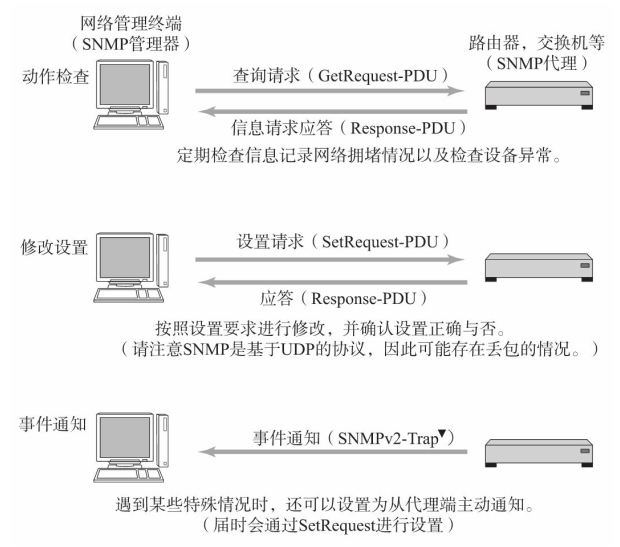 网络管理终端
（SNMP管理器）
路由器，交换机等
（SNMP代理）
动作检查
查询请求（GetRequest-PDU）
信息请求应答（Response-PDU）
定期检查信息记录网络拥堵情况以及检查设备异常。
修改设置
设置请求（SetRequest-PDU）
应答（Response-PDU）
按照设置要求进行修改，并确认设置正确与否。
（请注意SNMP是基于UDP的协议，因此可能存在丢包的情况。）
事件通知
事件通知（SNMPv2-Trap▼）
遇到某些特殊情况时，还可以设置为从代理端主动通知。
（届时会通过SetRequest进行设置）